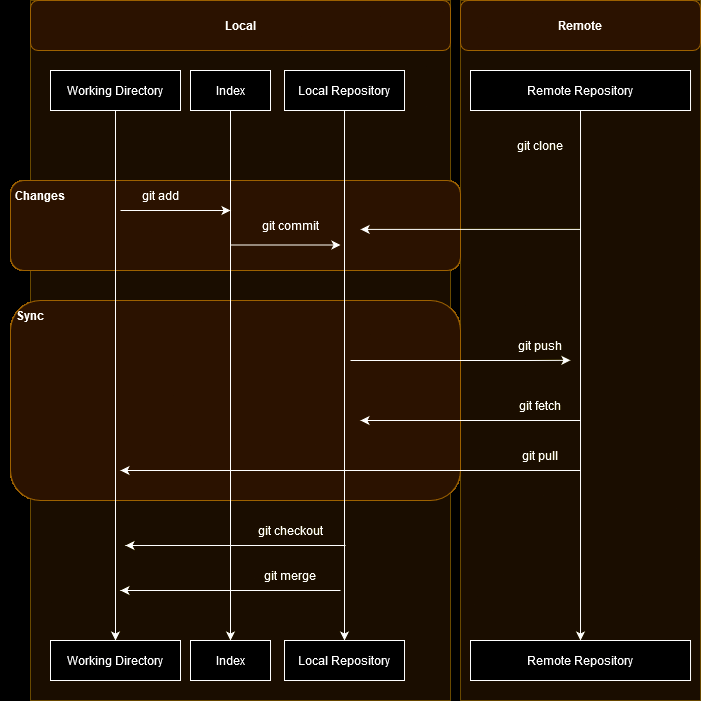 Local
Remote
Working Directory
Index
Local Repository
Remote Repository
git clone
Changes
git add
git commit
Sync
git push
git fetch
git pull
git checkout
git merge
Working Directory
Index
Local Repository
Remote Repository